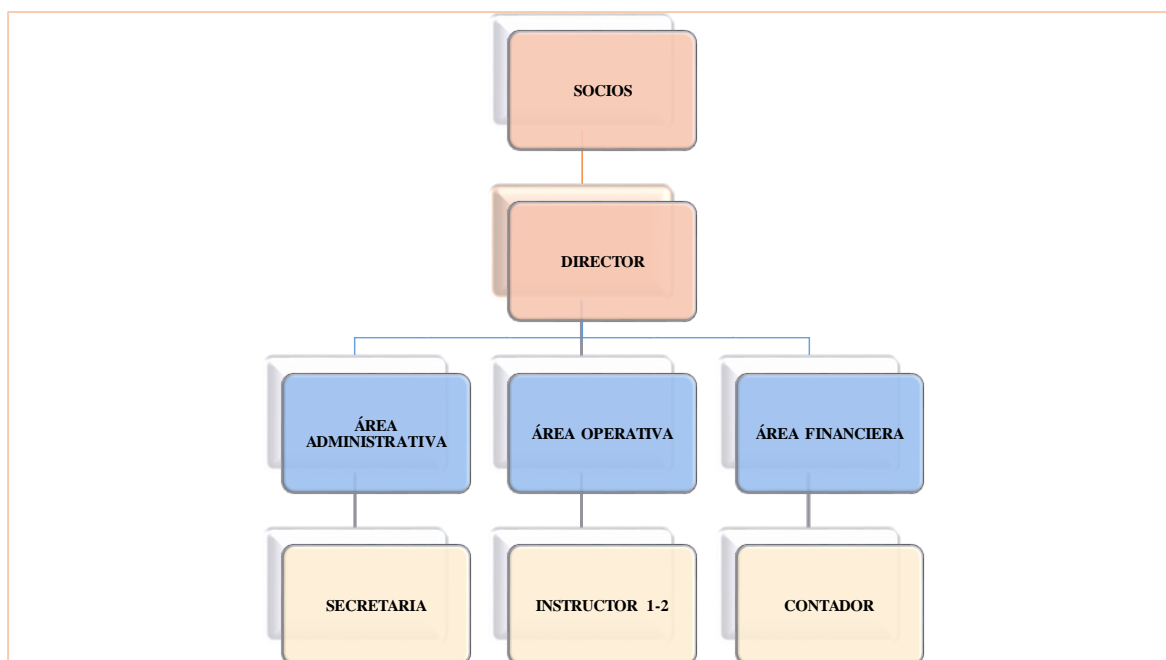 SOCIOS
DIRECTOR
ÁREA
ADMINISTRATIVA
ÁREA OPERATIVA
ÁREA FINANCIERA
SECRETARIA
INSTRUCTOR 1-2
CONTADOR